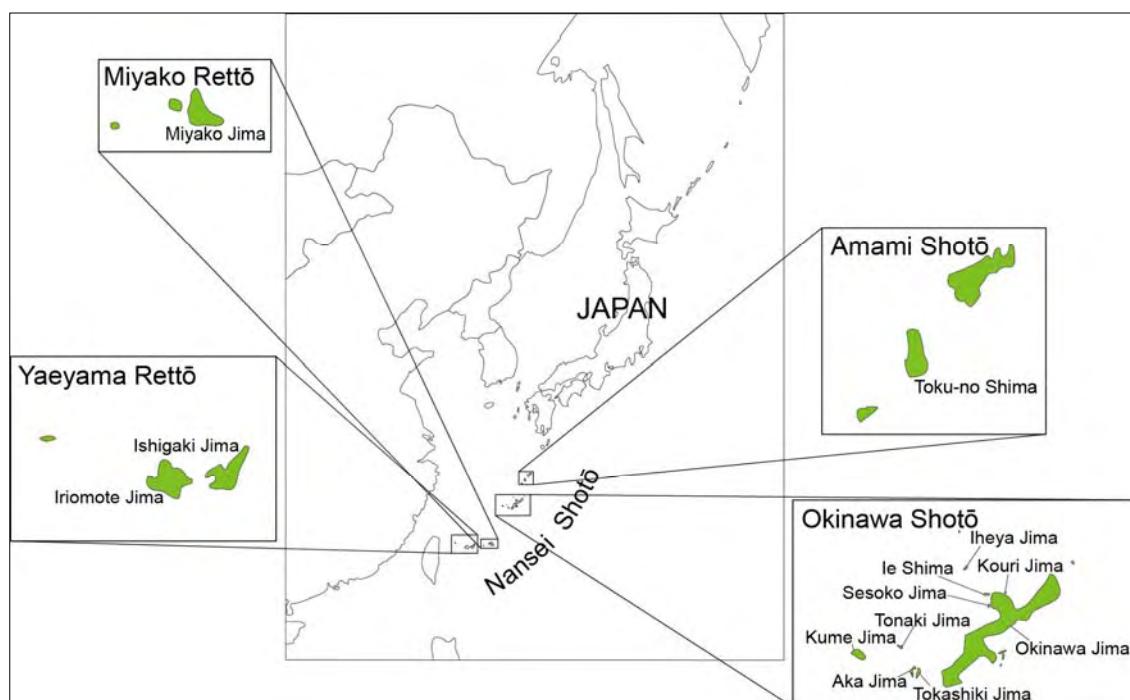 Miyako Rettō
Miyako Jima
JAPAN
Amami Shotō
Toku-no Shima
Yaeyama Rettō
Ishigaki Jima
Iriomote Jima
Nansei Shotō
Okinawa Shotō
Iheya Jima
Ie Shima
Kouri Jima
Sesoko Jima
Tonaki Jima
Kume Jima
Okinawa Jima
Aka Jima
Tokashiki Jima